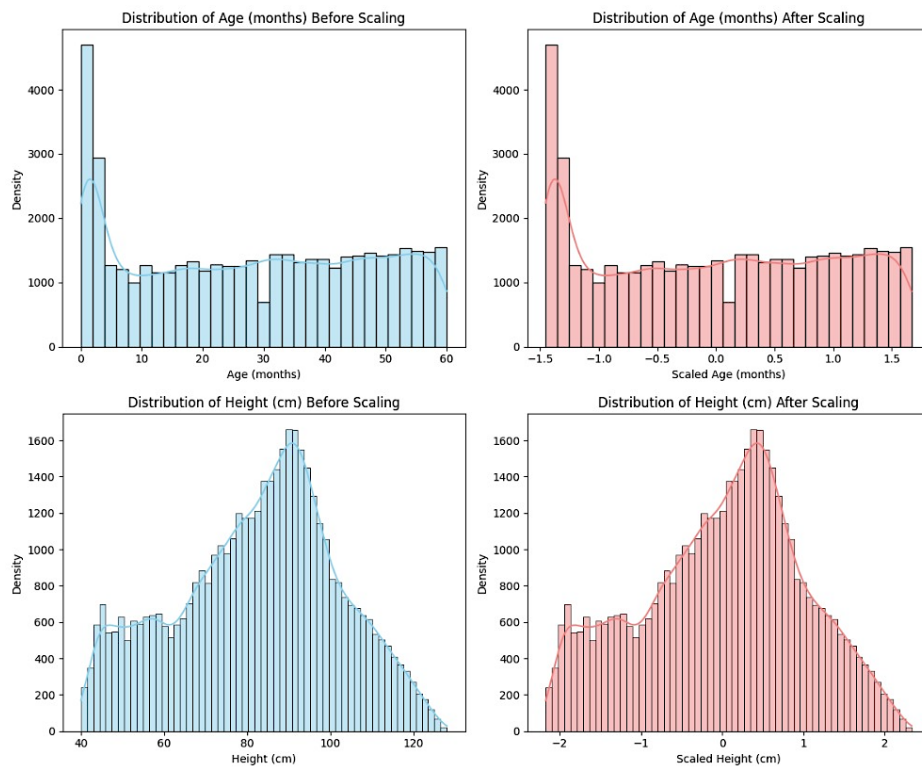 Distribution of Age (months) Before Scaling
Density
4000
3000
2000
1000
0
0 10 20 30 40 50 60
Age (months)
Distribution of Age (months) After Scaling
Density
4000
3000
2000
1000
0
−1.5 −1.0 −0.5 0.0 0.5 1.0 1.5
Scaled Age (months)
Distribution of Height (cm) Before Scaling
Density
1600
1400
1200
1000
800
600
400
200
0
40 60 80 100 120
Height (cm)
Distribution of Height (cm) After Scaling
Density
1600
1400
1200
1000
800
600
400
200
0
−2 −1 0 1 2
Scaled Height (cm)